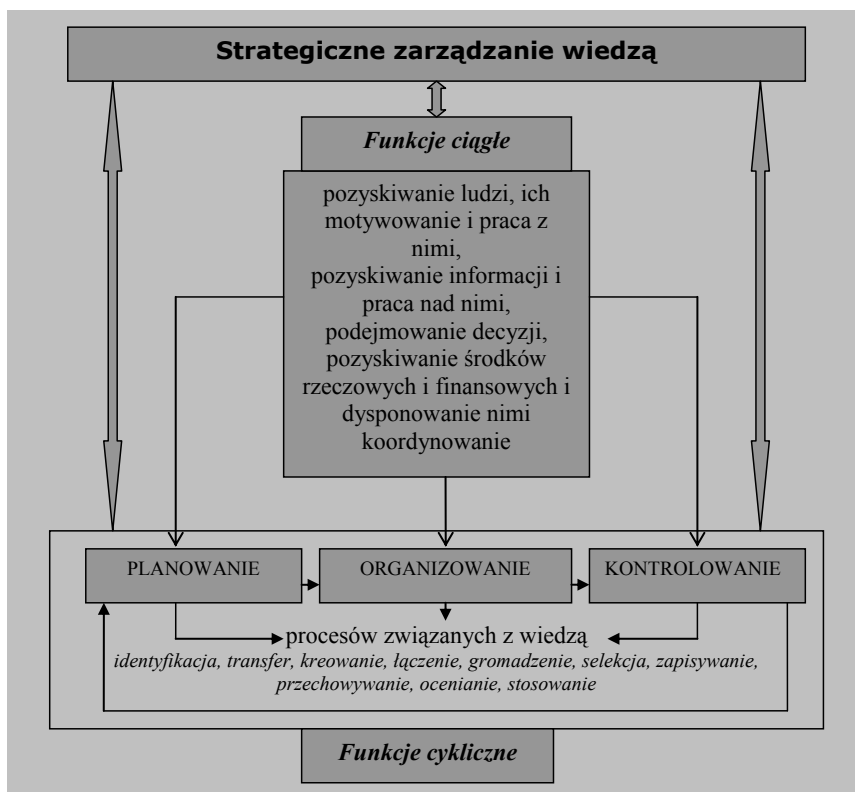 Strategiczne zarządzanie wiedzą
Funkcje ciągłe
pozyskiwanie ludzi, ich
motywowanie i praca z
nimi,
pozyskiwanie informacji i
praca nad nimi,
podejmowanie decyzji,
pozyskiwanie środków
rzeczowych i finansowych i
dysponowanie nimi
koordynowanie
PLANOWANIE ORGANIZOWANIE KONTROLOWANIE
procesów związanych z wiedzą
identyfikacja, transfer, kreowanie, łączenie, gromadzenie, selekcja, zapisywanie,
przechowywanie, ocenianie, stosowanie
Funkcje cykliczne